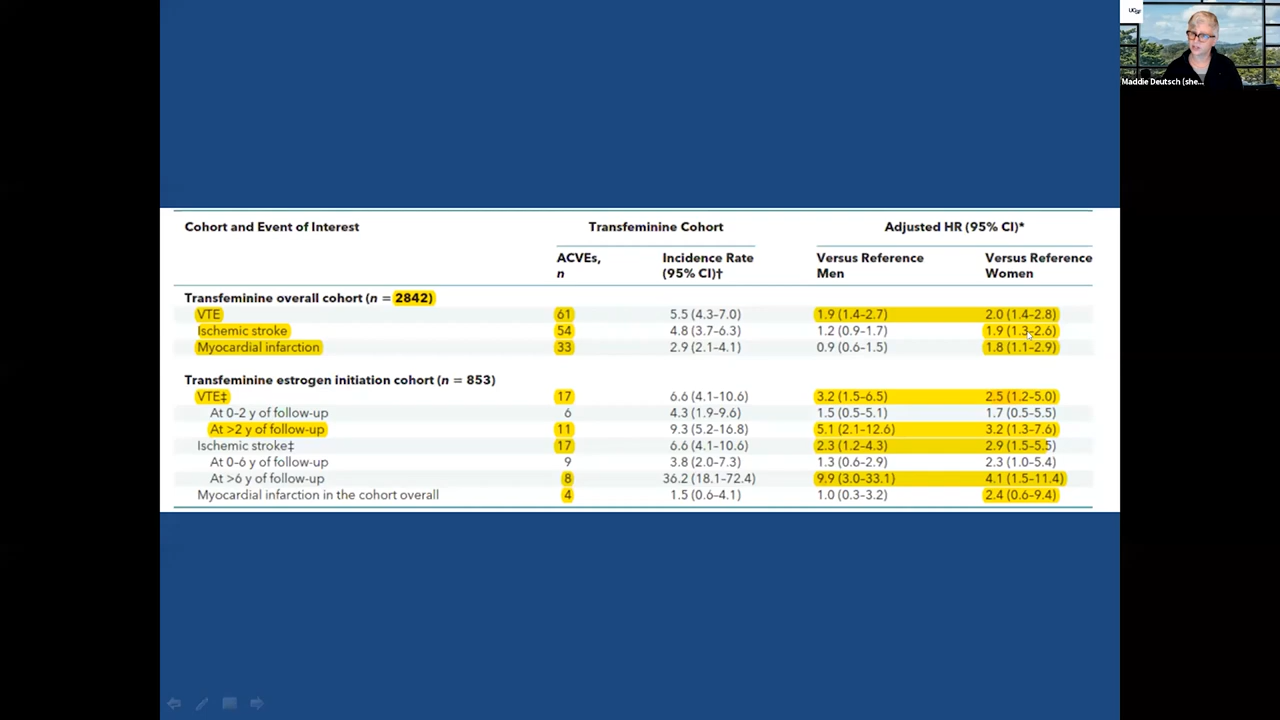 UCSF
Maddie Deutsch (she...
Cohort and Event of Interest Transfeminine Cohort Adjusted HR (95% CI)*
ACVEs, n Incidence Rate (95% CI)† Versus Reference Men Versus Reference Women
Transfeminine overall cohort (n = 2842)
VTE 61 5.5 (4.3–7.0) 1.9 (1.4–2.7) 2.0 (1.4–2.8)
Ischemic stroke 54 4.8 (3.7–6.3) 1.2 (0.9–1.7) 1.9 (1.3–2.6)
Myocardial infarction 33 2.9 (2.1–4.1) 0.9 (0.6–1.5) 1.8 (1.1–2.9)
Transfeminine estrogen initiation cohort (n = 853)
VTE‡ 17 6.6 (4.1–10.6) 3.2 (1.5–6.5) 2.5 (1.2–5.0)
At 0–2 y of follow-up 6 4.3 (1.9–9.6) 1.5 (0.5–5.1) 1.7 (0.5–5.5)
At >2 y of follow-up 11 9.3 (5.2–16.8) 5.1 (2.1–12.6) 3.2 (1.3–7.6)
Ischemic stroke‡ 17 6.6 (4.1–10.6) 2.3 (1.2–4.3) 2.9 (1.5–5.5)
At 0–6 y of follow-up 9 3.8 (2.0–7.3) 1.3 (0.6–2.9) 2.3 (1.0–5.4)
At >6 y of follow-up 8 36.2 (18.1–72.4) 9.9 (3.0–33.1) 4.1 (1.5–11.4)
Myocardial infarction in the cohort overall 4 1.5 (0.6–4.1) 1.0 (0.3–3.2) 2.4 (0.6–9.4)